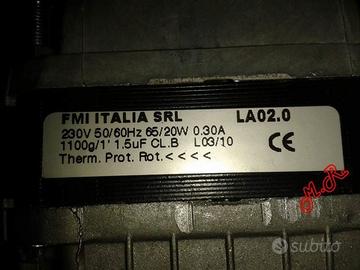 FMI ITALIA SRL LA02.0
230V 50/60Hz 65/20W 0.30A
1100g/1' 1.5uF CL.B L03/10
Therm. Prot. Rot.< < < < CE
M.R
subito